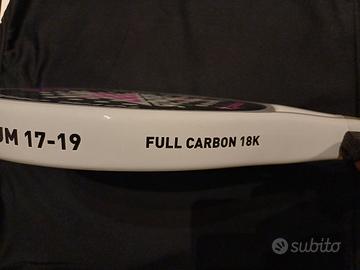 UM 17-19
FULL CARBON 18K
subito